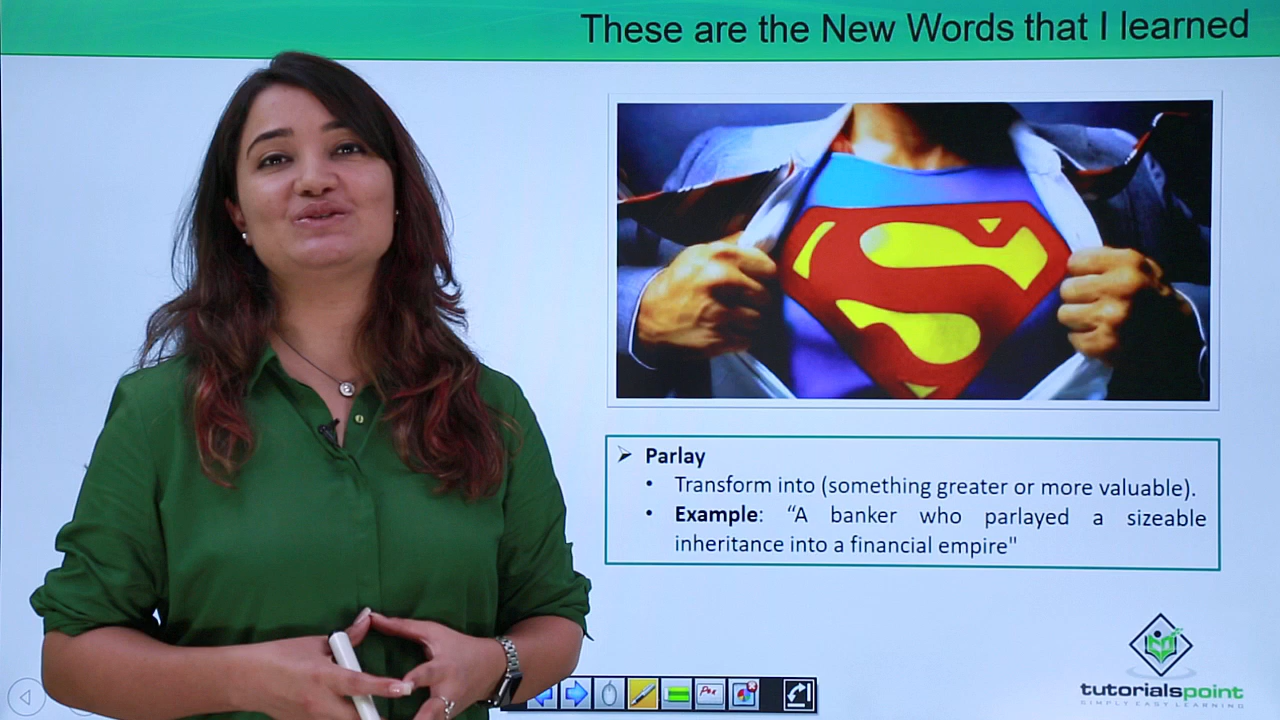 These are the New Words that I learned
Parlay
Transform into (something greater or more valuable).
Example: “A banker who parlayed a sizeable
inheritance into a financial empire"
tutorialspoint
SIMPLY EASY LEARNING